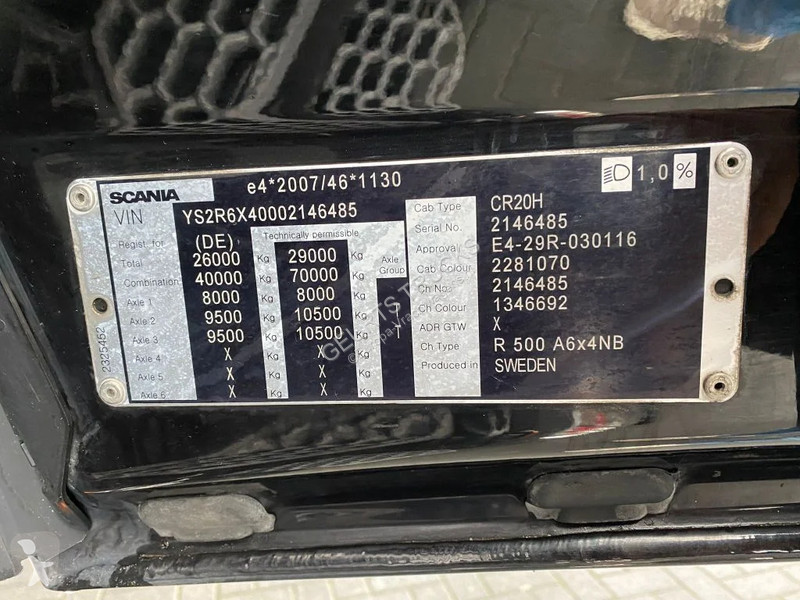 SCANIA e4*2007/46*1130 1,0%
VIN YS2R6X40002146485
Regist for (DE) Technically permissible
Total 26000 Kg 29000 Kg Axle Group
Combination 40000 Kg 70000 Kg
Axle 1 8000 Kg 8000 Kg
Axle 2 9500 Kg 10500 Kg
Axle 3 9500 Kg 10500 Kg
Axle 4 X Kg X Kg
Axle 5 X Kg X Kg
Axle 6 X Kg X Kg
Cab Type CR20H
Serial No. 2146485
Approval E4-29R-030116
Cab Colour 2281070
Ch No. 2146485
Ch Colour 1346692
ADR GTW X
Ch Type R 500 A6x4NB
Produced in SWEDEN
2325452